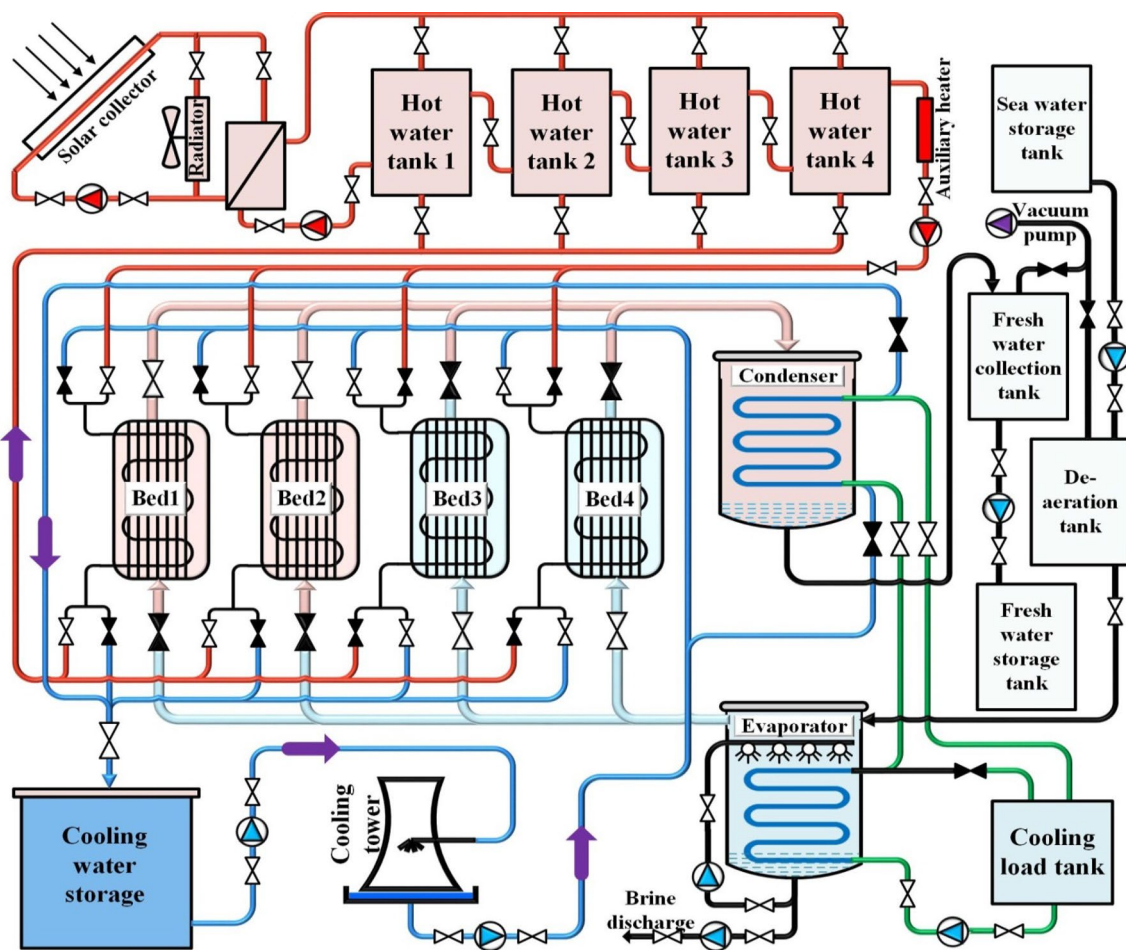 Solar collector
Radiator
Hot
water
tank 1
Hot
water
tank 2
Hot
water
tank 3
Hot
water
tank 4
Auxiliary heater
Sea water
storage
tank
Vacuum
pump
Fresh
water
collection
tank
De-
aeration
tank
Fresh
water
storage
tank
Condenser
Bed1
Bed2
Bed3
Bed4
Evaporator
Cooling
water
storage
Cooling
tower
Brine
discharge
Cooling
load tank